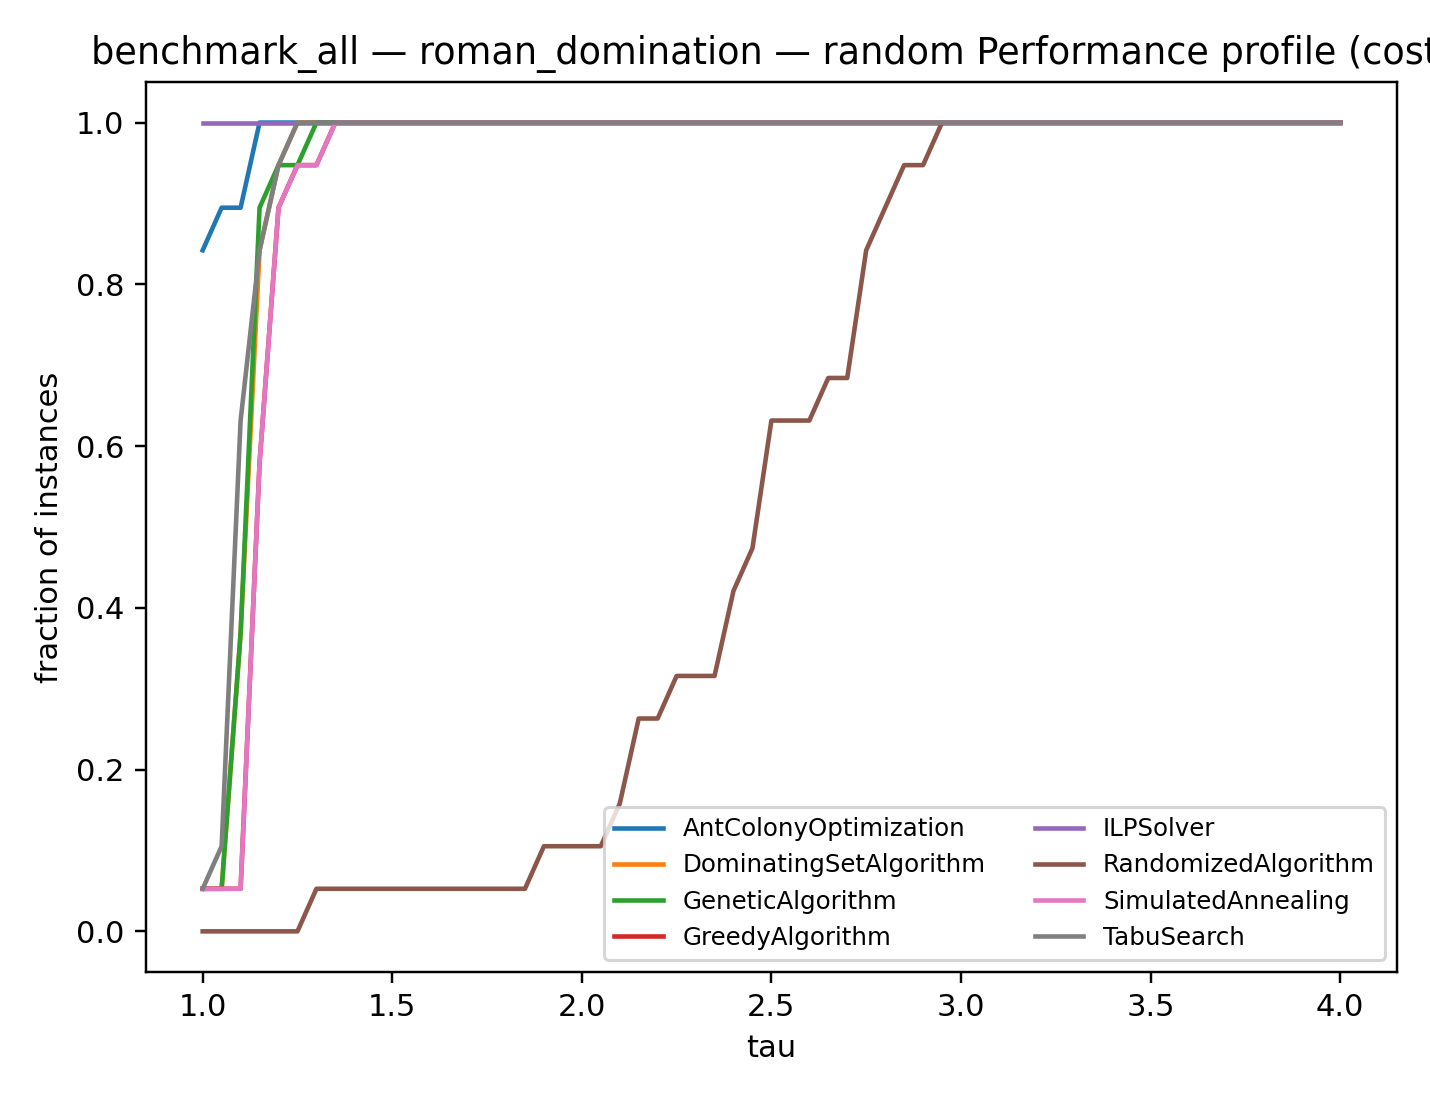 benchmark_all — roman_domination — random Performance profile (cost
1.0
0.8
0.6
0.4
0.2
0.0
fraction of instances
AntColonyOptimization
DominatingSetAlgorithm
GeneticAlgorithm
GreedyAlgorithm
ILPSolver
RandomizedAlgorithm
SimulatedAnnealing
TabuSearch
1.0 1.5 2.0 2.5 3.0 3.5 4.0
tau